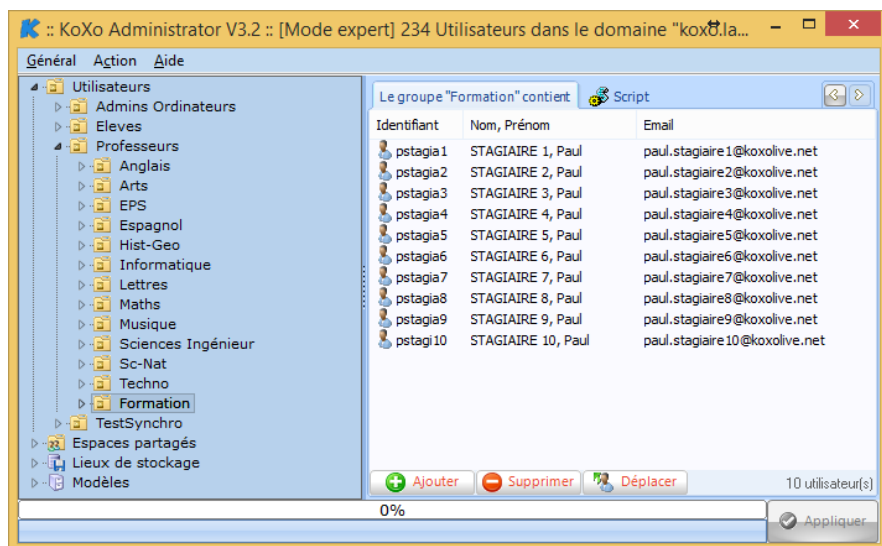 :: KoXo Administrator V3.2 :: [Mode expert] 234 Utilisateurs dans le domaine "koxo.la...
Général Action Aide
Utilisateurs
Admins Ordinateurs
Eleves
Professeurs
Anglais
Arts
EPS
Espagnol
Hist-Geo
Informatique
Lettres
Maths
Musique
Sciences Ingénieur
Sc-Nat
Techno
Formation
TestSynchro
Espaces partagés
Lieux de stockage
Modèles
Le groupe "Formation" contient Script
Identifiant Nom, Prénom Email
pstagia1 STAGIAIRE 1, Paul paul.stagiaire1@koxolive.net
pstagia2 STAGIAIRE 2, Paul paul.stagiaire2@koxolive.net
pstagia3 STAGIAIRE 3, Paul paul.stagiaire3@koxolive.net
pstagia4 STAGIAIRE 4, Paul paul.stagiaire4@koxolive.net
pstagia5 STAGIAIRE 5, Paul paul.stagiaire5@koxolive.net
pstagia6 STAGIAIRE 6, Paul paul.stagiaire6@koxolive.net
pstagia7 STAGIAIRE 7, Paul paul.stagiaire7@koxolive.net
pstagia8 STAGIAIRE 8, Paul paul.stagiaire8@koxolive.net
pstagia9 STAGIAIRE 9, Paul paul.stagiaire9@koxolive.net
pstagi10 STAGIAIRE 10, Paul paul.stagiaire10@koxolive.net
Ajouter Supprimer Déplacer 10 utilisateur(s)
0%
Appliquer